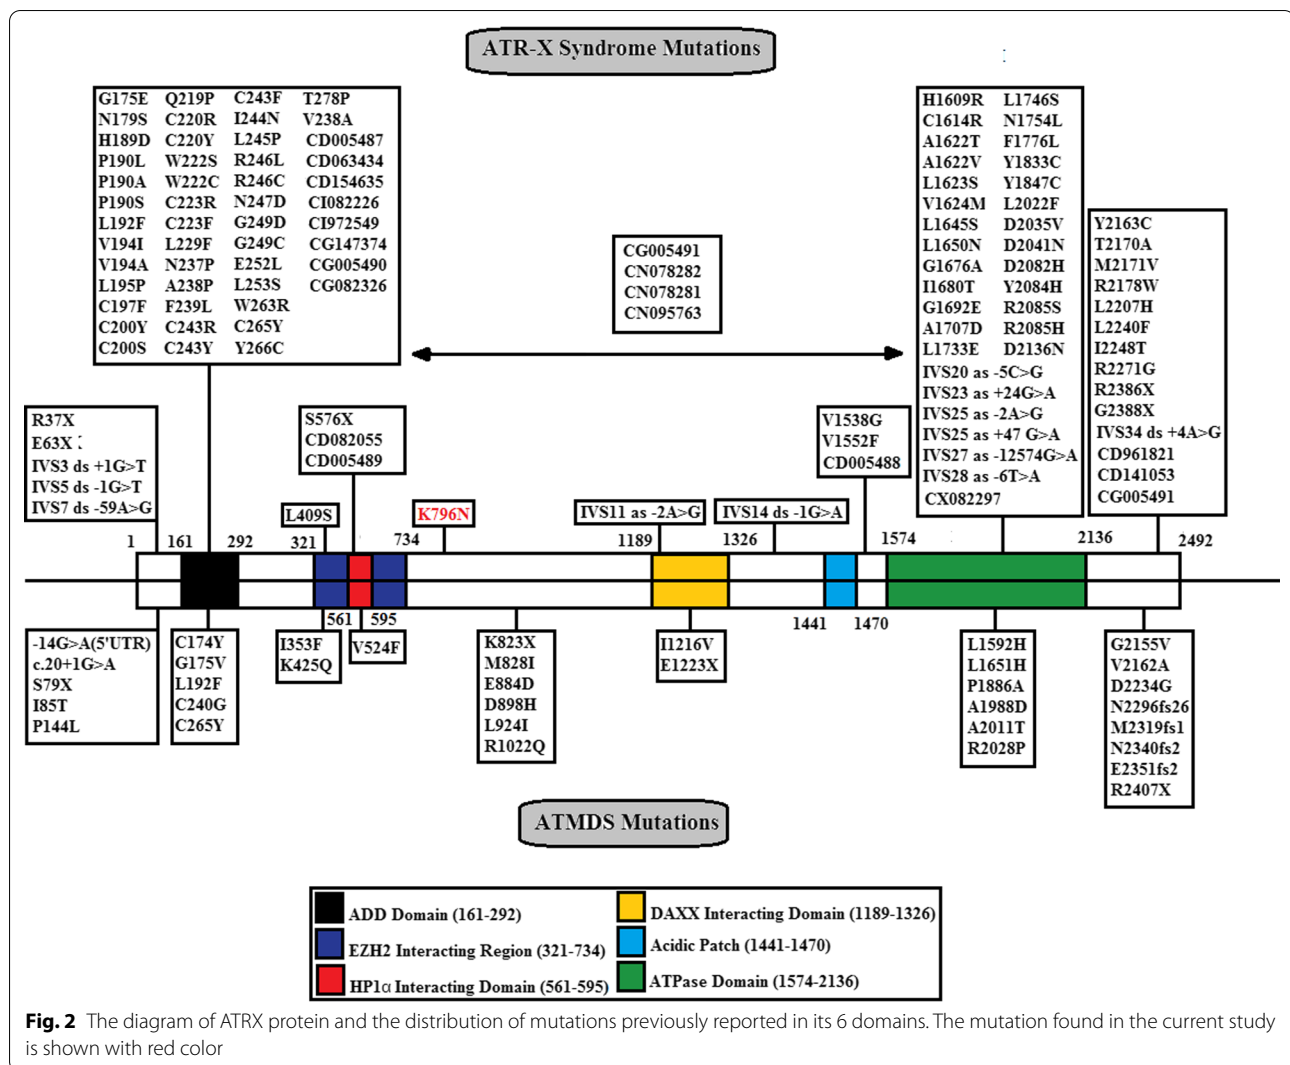 ATR-X Syndrome Mutations
G175E Q219P C243F T278P
N179S C220R I244N V238A
H189D C220Y L245P CD005487
P190L W222S R246L CD063434
P190A W222C R246C CD154635
P190S C223R N247D CI082226
L192F C223F G249D CI972549
V194I L229F G249C CG147374
V194A N237P E252L CG005490
L195P A238P L253S CG082326
C197F F239L W263R
C200Y C243R C265Y
C200S C243Y Y266C
CG005491
CN078282
CN078281
CN095763
H1609R L1746S
C1614R N1754L
A1622T F1776L
A1622V Y1833C
L1623S Y1847C
V1624M L2022F
L1645S D2035V
L1650N D2041N
G1676A D2082H
I1680T Y2084H
G1692E R2085S
A1707D R2085H
L1733E D2136N
IVS20 as -5C>G
IVS23 as +24G>A
IVS25 as -2A>G
IVS25 as +47 G>A
IVS27 as -12574G>A
IVS28 as -6T>A
CX082297
Y2163C
T2170A
M2171V
R2178W
L2207H
L2240F
I2248T
R2271G
R2386X
G2388X
IVS34 ds +4A>G
CD961821
CD141053
CG005491
R37X
E63X :
IVS3 ds +1G>T
IVS5 ds -1G>T
IVS7 ds -59A>G
S576X
CD082055
CD005489
V1538G
V1552F
CD005488
L409S
K796N
IVS11 as -2A>G
IVS14 ds -1G>A
1 161 292 321 734 1189 1326 1574 2136 2492
561 595 1441 1470
-14G>A(5'UTR)
c.20+1G>A
S79X
I85T
P144L
C174Y
G175V
L192F
C240G
C265Y
I353F
K425Q
V524F
K823X
M828I
E884D
D898H
L924I
R1022Q
I1216V
E1223X
L1592H
L1651H
P1886A
A1988D
A2011T
R2028P
G2155V
V2162A
D2234G
N2296fs26
M2319fs1
N2340fs2
E2351fs2
R2407X
ATMDS Mutations
ADD Domain (161-292)
EZH2 Interacting Region (321-734)
HP1α Interacting Domain (561-595)
DAXX Interacting Domain (1189-1326)
Acidic Patch (1441-1470)
ATPase Domain (1574-2136)
Fig. 2 The diagram of ATRX protein and the distribution of mutations previously reported in its 6 domains. The mutation found in the current study
is shown with red color